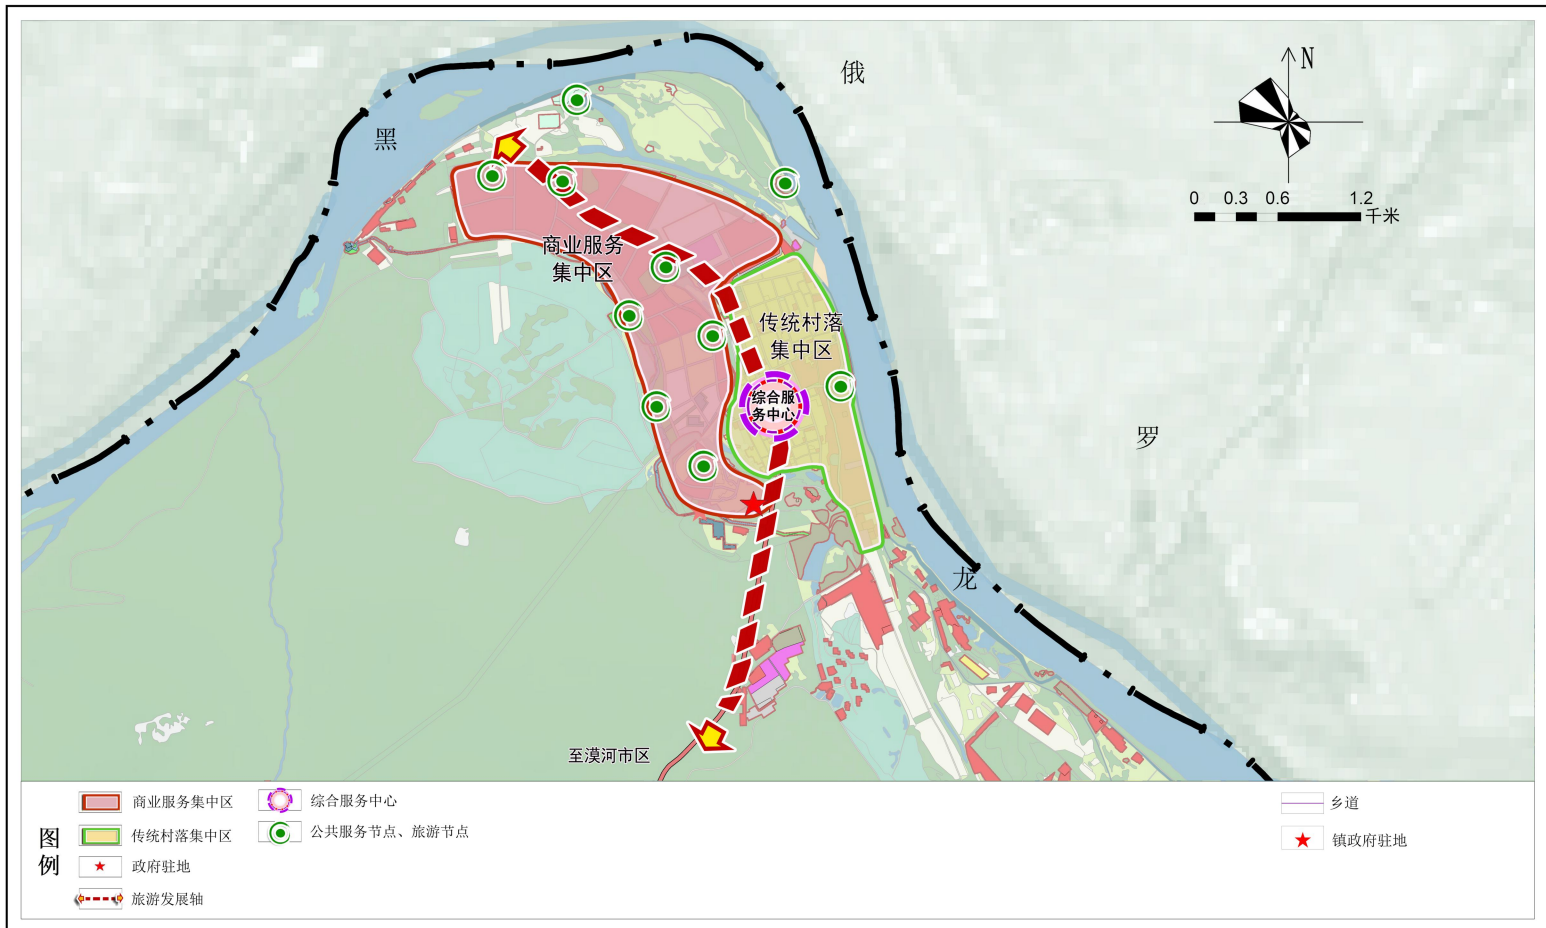 俄
N
黑
0 0.3 0.6 1.2
千米
商业服务
集中区
传统村落
集中区
综合服
务中心
罗
龙
至漠河市区
图例
商业服务集中区
综合服务中心
乡道
传统村落集中区
公共服务节点、旅游节点
镇政府驻地
政府驻地
旅游发展轴